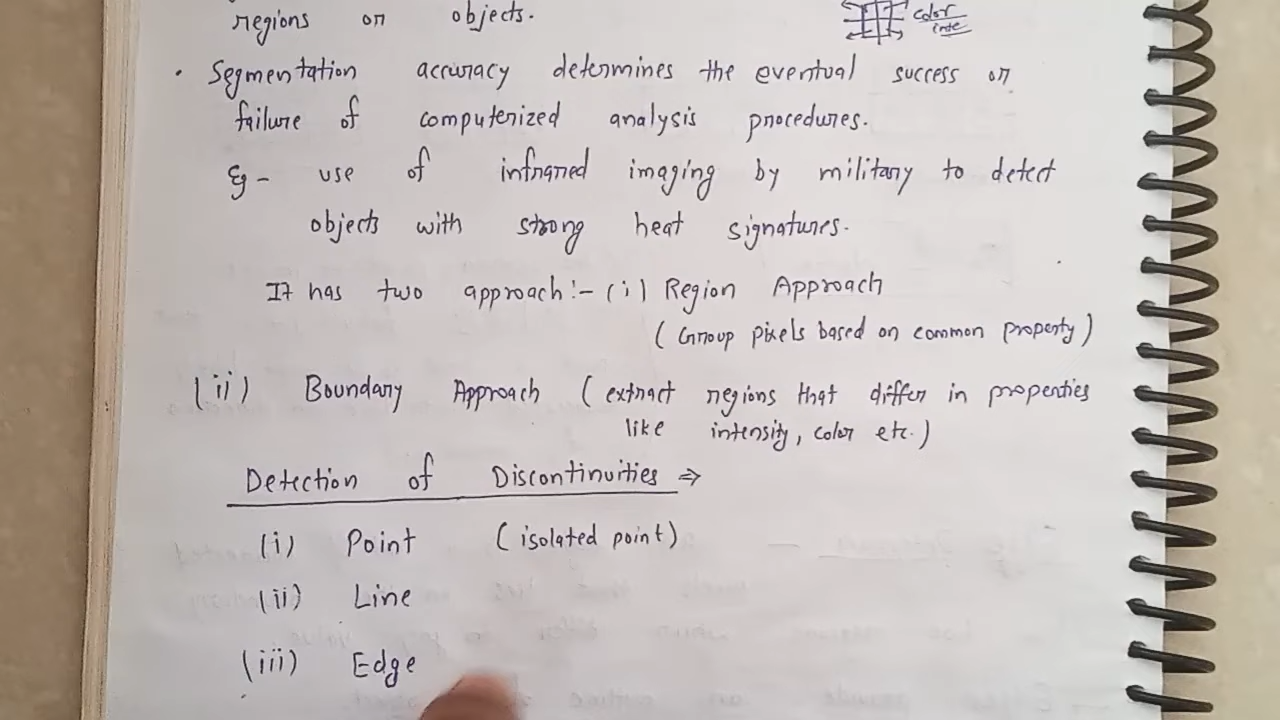 regions or objects.
color
inte
• Segmentation accuracy determines the eventual success or
failure of computerized analysis procedures.
Eg - use of infrared imaging by military to detect
objects with strong heat signatures.
It has two approach:- (i) Region Approach
(Group pixels based on common property)
(ii) Boundary Approach (extract regions that differ in properties
like intensity, color etc.)
Detection of Discontinuities ⇒
(i) Point (isolated point)
(ii) Line
(iii) Edge